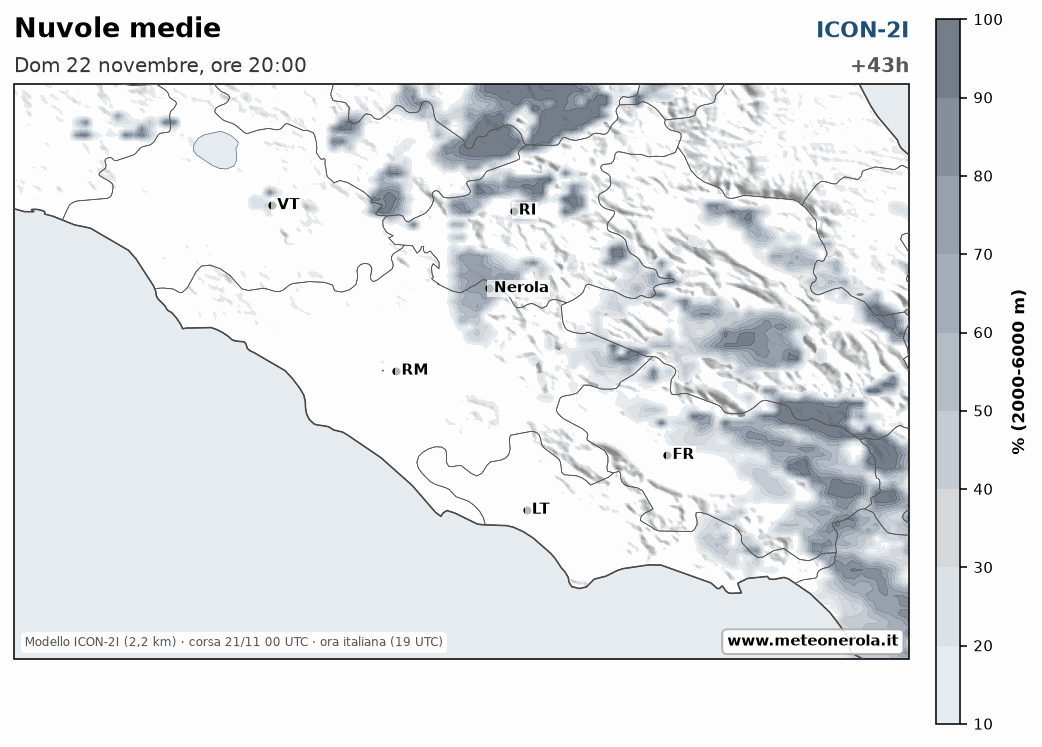 Nuvole medie
ICON-2I
Dom 22 novembre, ore 20:00
+43h
VT
RI
Nerola
RM
FR
LT
Modello ICON-2I (2,2 km) · corsa 21/11 00 UTC · ora italiana (19 UTC)
www.meteonerola.it
100
90
80
70
60
50
40
30
20
10
% (2000-6000 m)